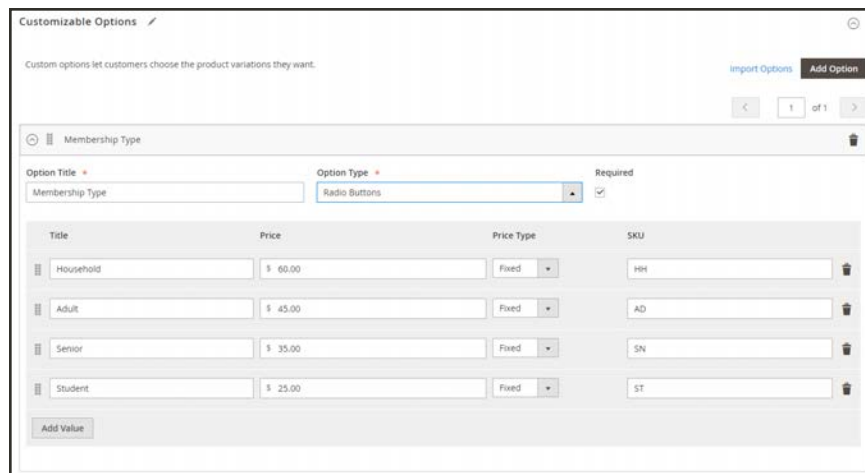 Customizable Options
Custom options let customers choose the product variations they want.
Import Options Add Option
1 of 1
Membership Type
Option Title * Option Type * Required
Membership Type Radio Buttons
Title Price Price Type SKU
Household $ 60.00 Fixed HH
Adult $ 45.00 Fixed AD
Senior $ 35.00 Fixed SN
Student $ 25.00 Fixed ST
Add Value